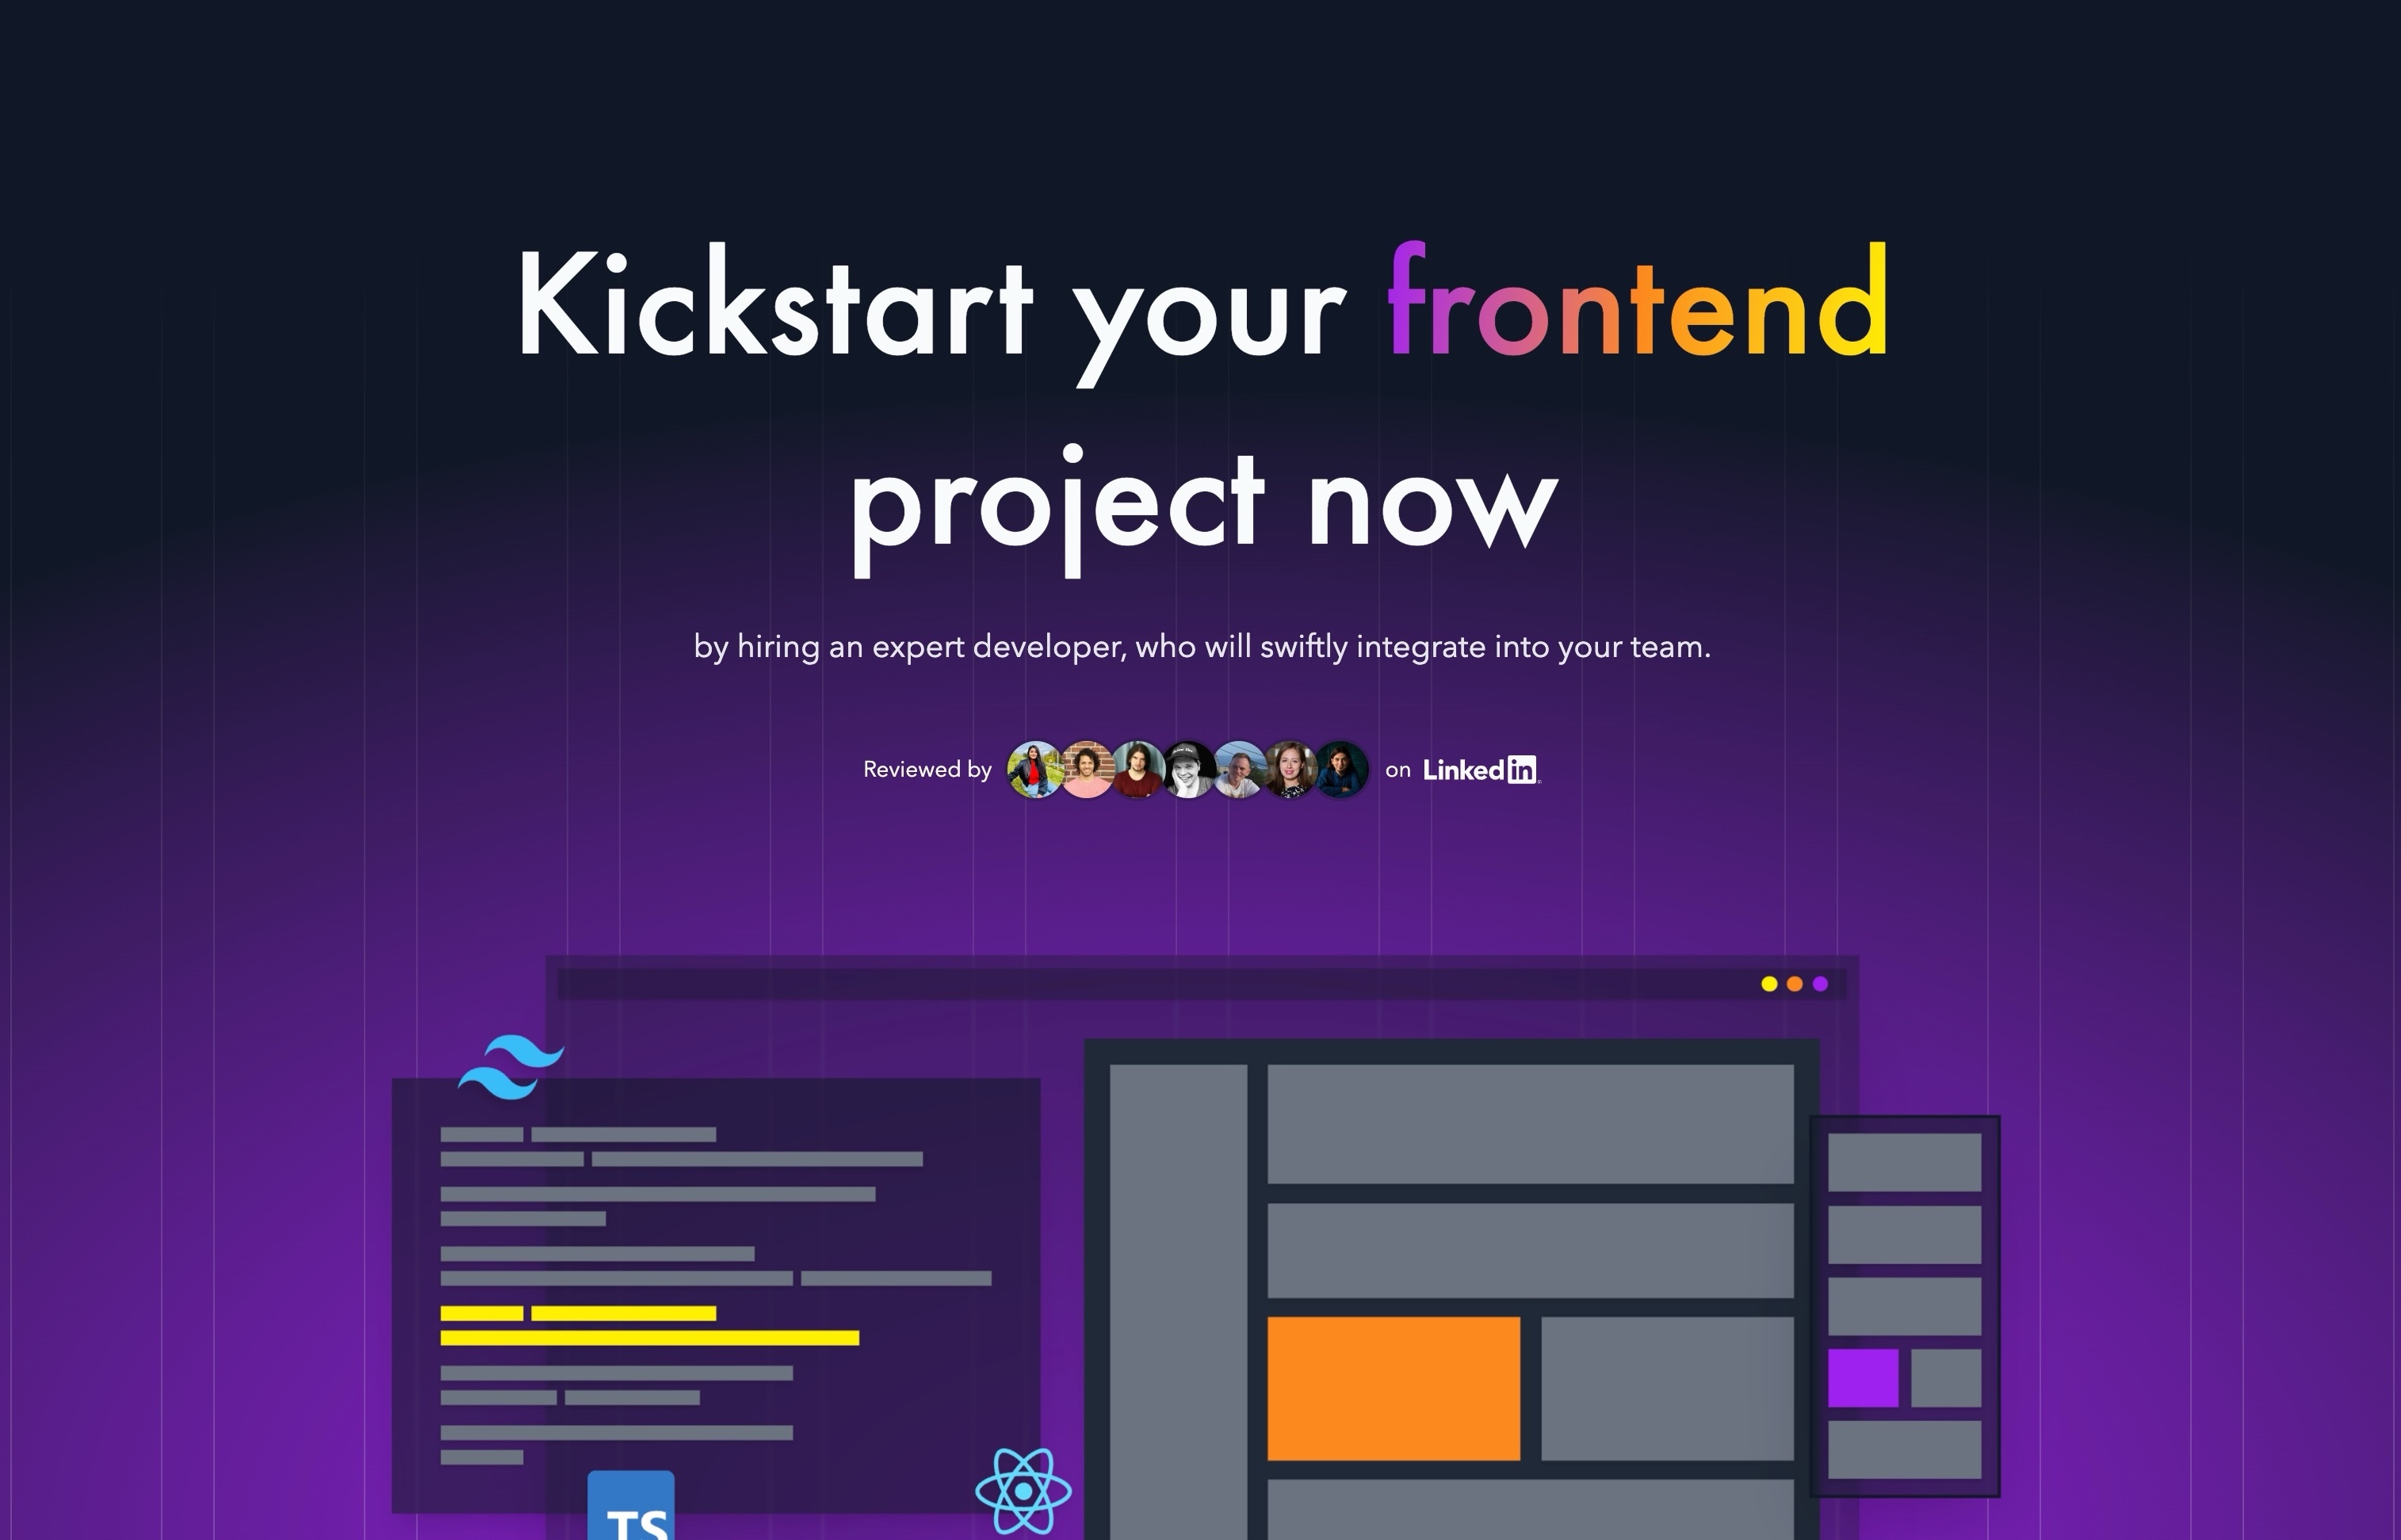 Kickstart your frontend
project now
by hiring an expert developer, who will swiftly integrate into your team.
Reviewed by on LinkedIn
TS